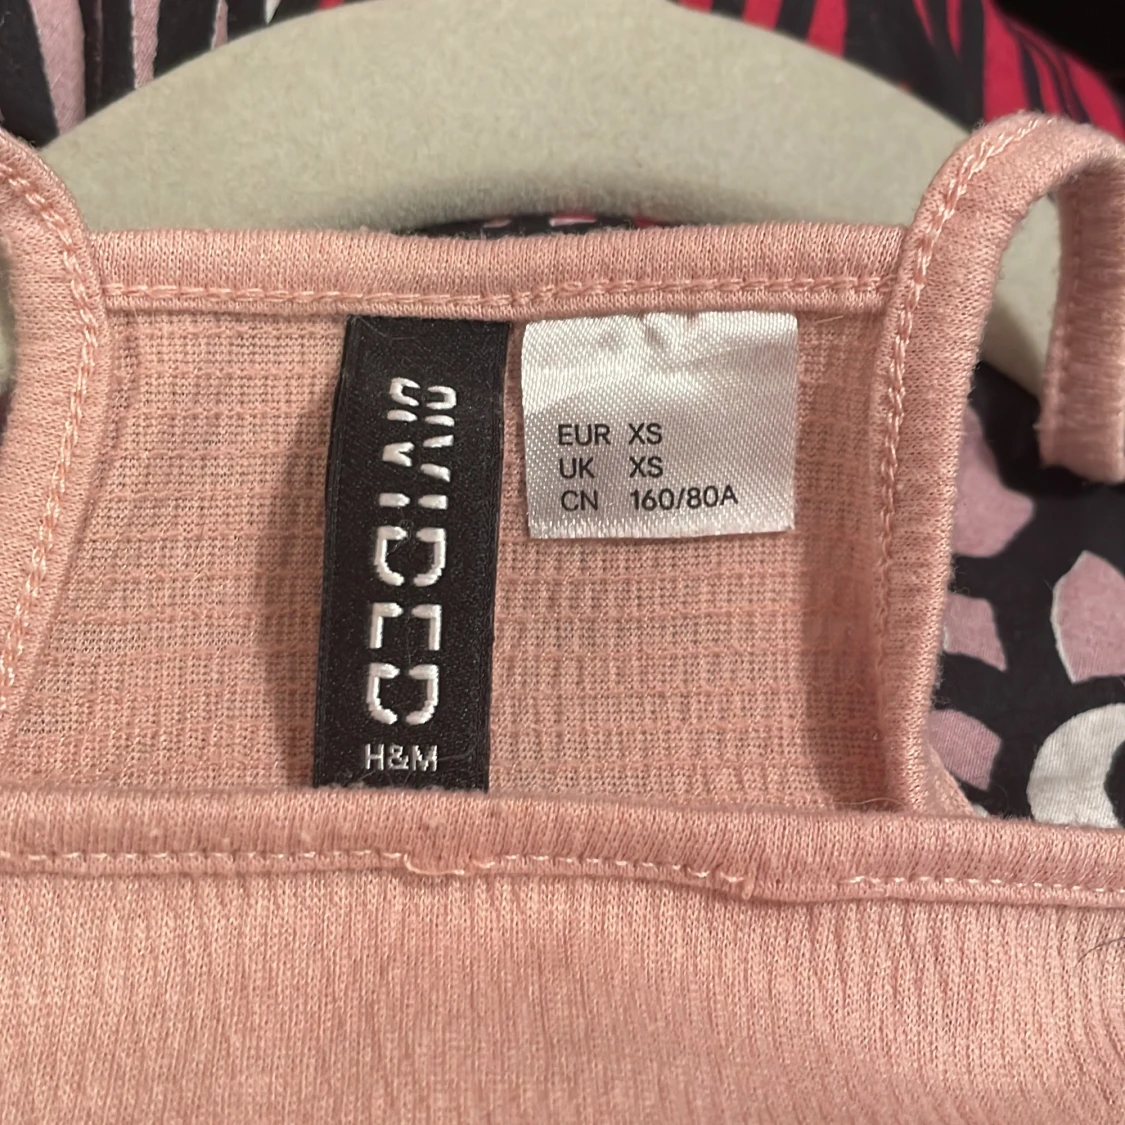 DIVIDED
H&M
EUR XS
UK XS
CN 160/80A